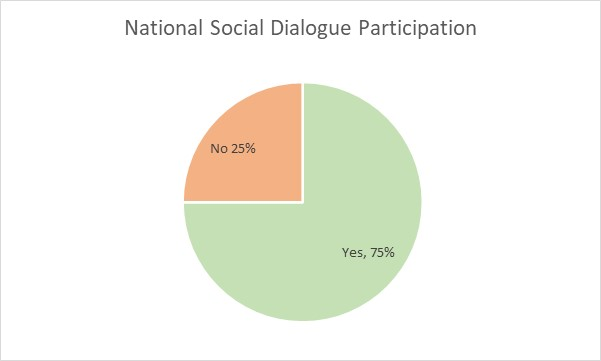 National Social Dialogue Participation
No 25%
Yes, 75%